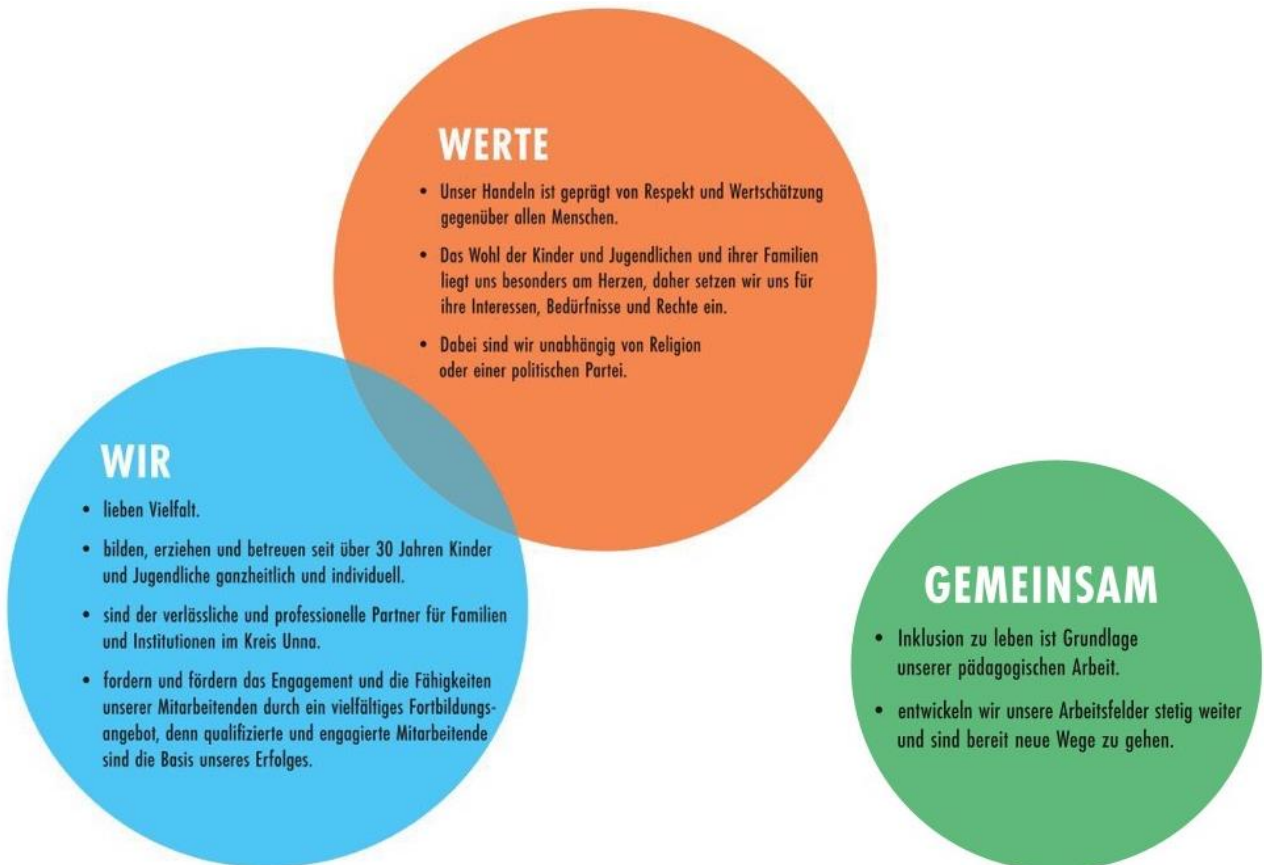 WERTE
• Unser Handeln ist geprägt von Respekt und Wertschätzung
gegenüber allen Menschen.
• Das Wohl der Kinder und Jugendlichen und ihrer Familien
liegt uns besonders am Herzen, daher setzen wir uns für
ihre Interessen, Bedürfnisse und Rechte ein.
• Dabei sind wir unabhängig von Religion
oder einer politischen Partei.
WIR
• lieben Vielfalt.
• bilden, erziehen und betreuen seit über 30 Jahren Kinder
und Jugendliche ganzheitlich und individuell.
• sind der verlässliche und professionelle Partner für Familien
und Institutionen im Kreis Unna.
• fordern und fördern das Engagement und die Fähigkeiten
unserer Mitarbeitenden durch ein vielfältiges Fortbildungs-
angebot, denn qualifizierte und engagierte Mitarbeitende
sind die Basis unseres Erfolges.
GEMEINSAM
• Inklusion zu leben ist Grundlage
unserer pädagogischen Arbeit.
• entwickeln wir unsere Arbeitsfelder stetig weiter
und sind bereit neue Wege zu gehen.